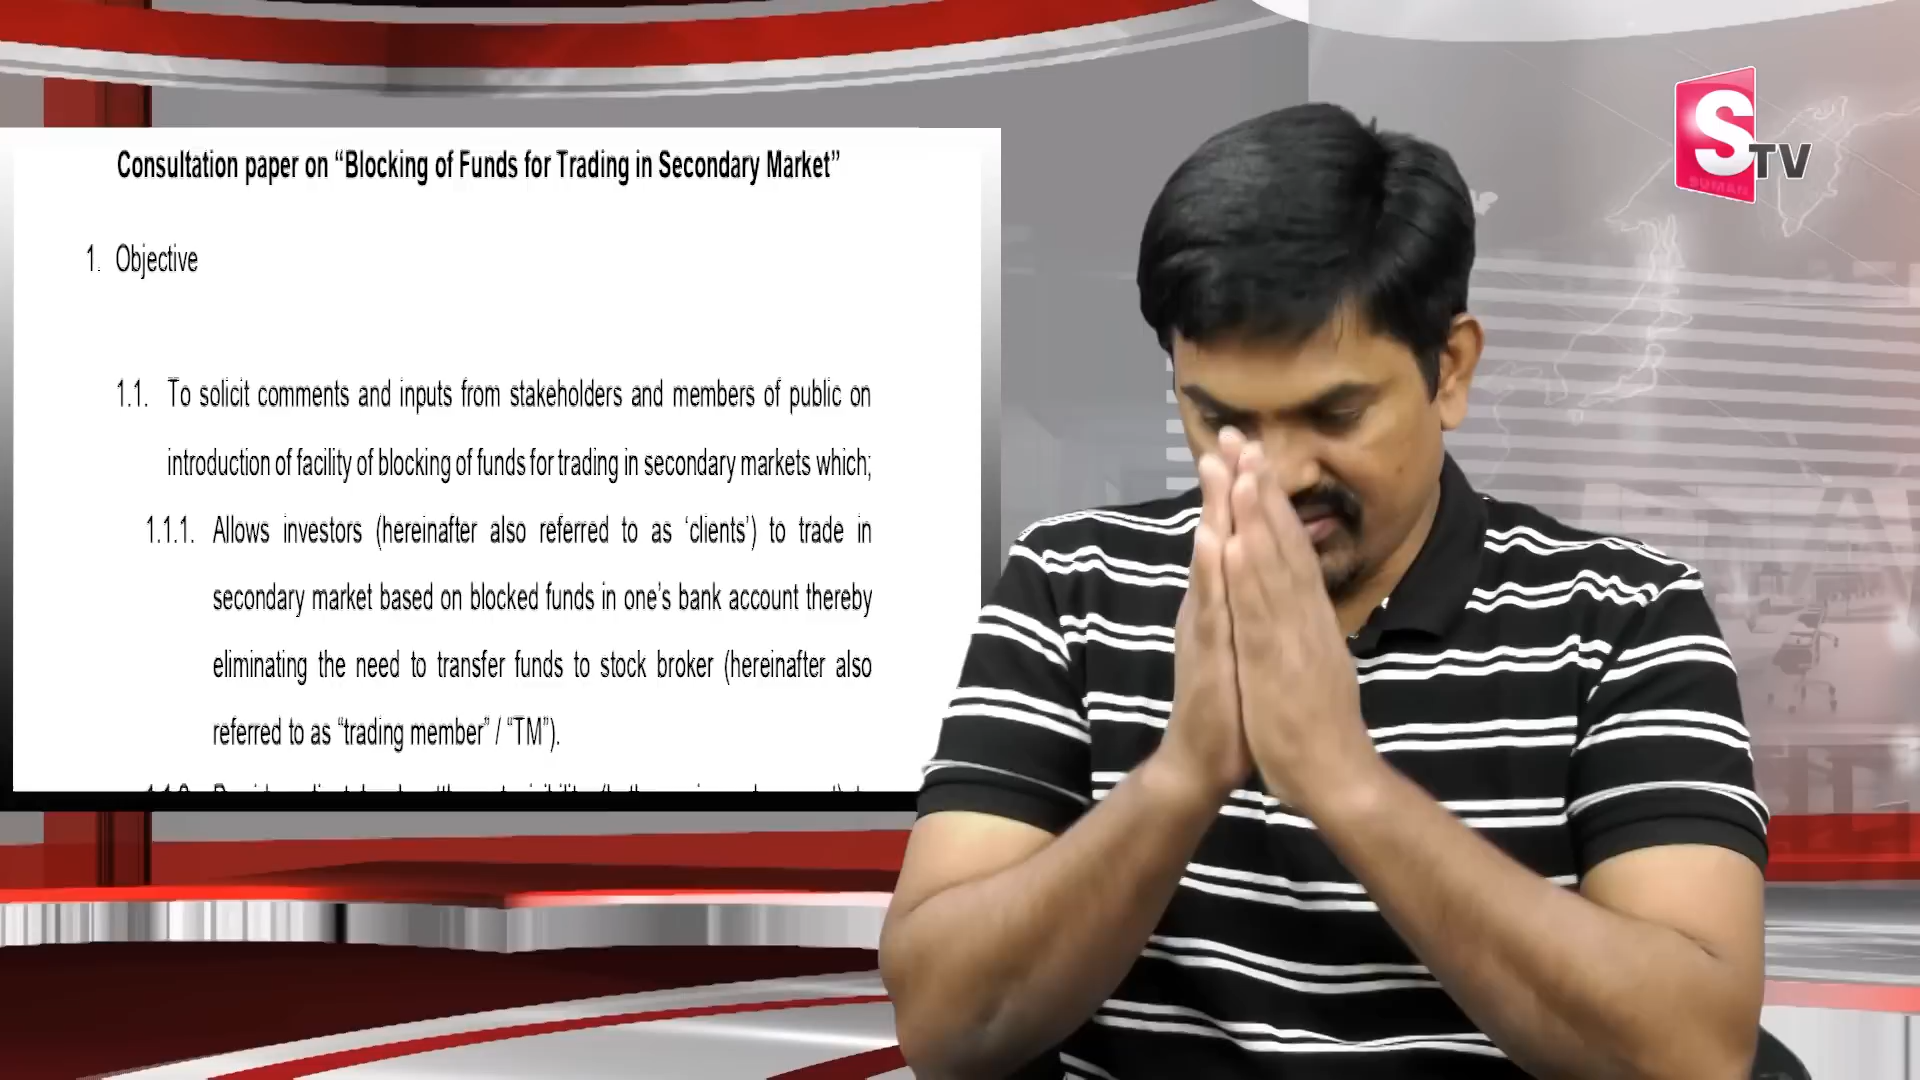 Consultation paper on “Blocking of Funds for Trading in Secondary Market”
1. Objective
1.1. To solicit comments and inputs from stakeholders and members of public on
introduction of facility of blocking of funds for trading in secondary markets which;
1.1.1. Allows investors (hereinafter also referred to as ‘clients’) to trade in
secondary market based on blocked funds in one’s bank account thereby
eliminating the need to transfer funds to stock broker (hereinafter also
referred to as “trading member” / “TM”).
S TV
SUMAN